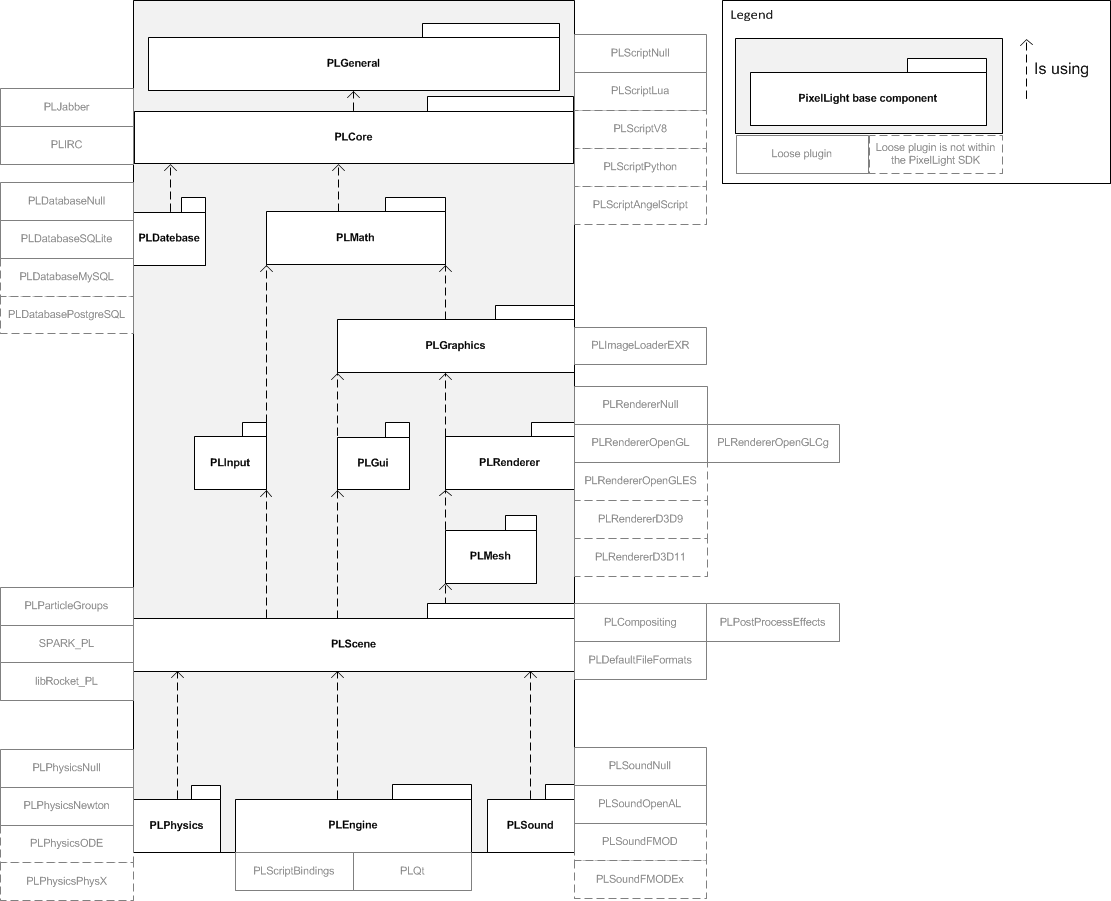 Legend
PixelLight base component
Is using
Loose plugin
Loose plugin is not within
the PixelLight SDK
PLGeneral
PLScriptNull
PLScriptLua
PLScriptV8
PLScriptPython
PLScriptAngelScript
PLJabber
PLIRC
PLCore
PLDatabaseNull
PLDatabaseSQLite
PLDatabaseMySQL
PLDatabasePostgreSQL
PLDatebase
PLMath
PLGraphics
PLImageLoaderEXR
PLInput
PLGui
PLRenderer
PLRendererNull
PLRendererOpenGL
PLRendererOpenGLCg
PLRendererOpenGLES
PLRendererD3D9
PLRendererD3D11
PLMesh
PLParticleGroups
SPARK_PL
libRocket_PL
PLScene
PLCompositing
PLPostProcessEffects
PLDefaultFileFormats
PLPhysicsNull
PLPhysicsNewton
PLPhysicsODE
PLPhysicsPhysX
PLPhysics
PLEngine
PLSound
PLScriptBindings
PLQt
PLSoundNull
PLSoundOpenAL
PLSoundFMOD
PLSoundFMODEx